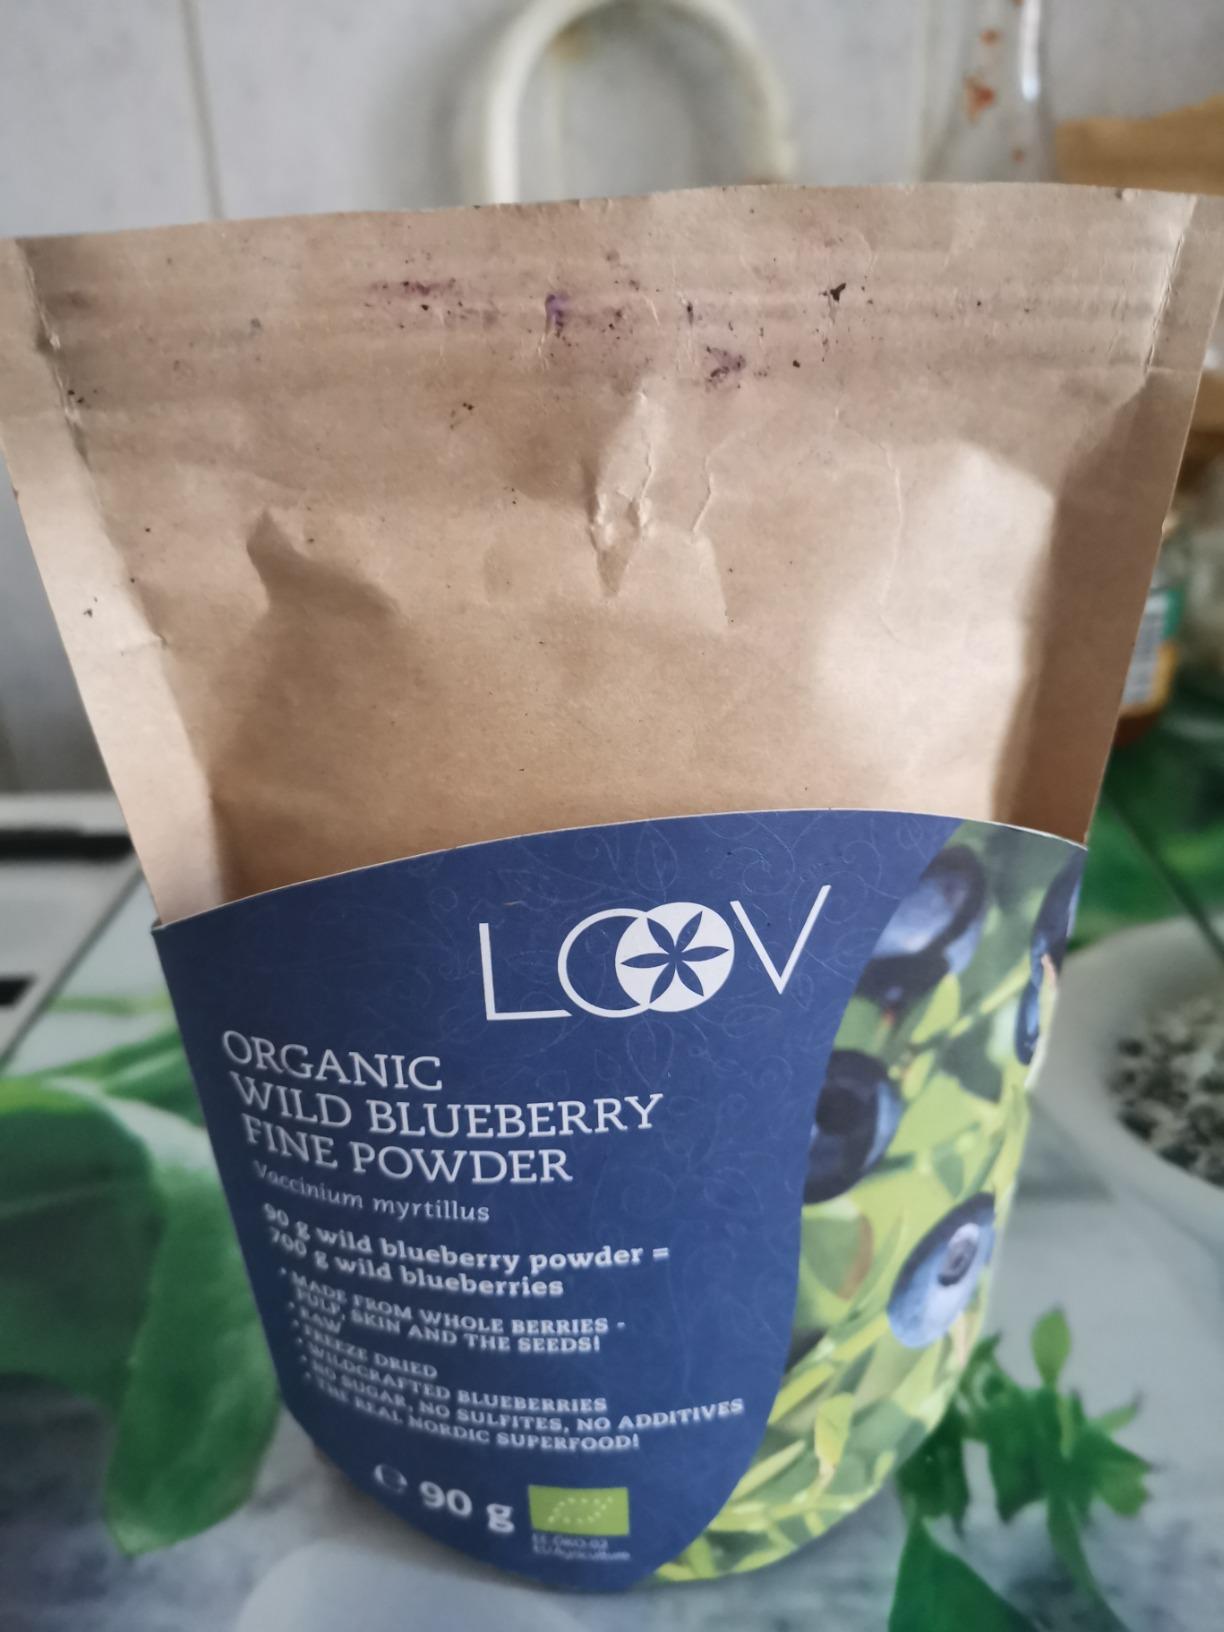 LOOV
ORGANIC
WILD BLUEBERRY
FINE POWDER
Vaccinium myrtillus
90 g wild blueberry powder =
700 g wild blueberries
• MADE FROM WHOLE BERRIES -
PULP, SKIN AND THE SEEDS!
• RAW
• FREEZE DRIED
• WILDCRAFTED BLUEBERRIES
• NO SUGAR, NO SULFITES, NO ADDITIVES
• THE REAL NORDIC SUPERFOOD!
℮ 90 g
EU Agriculture